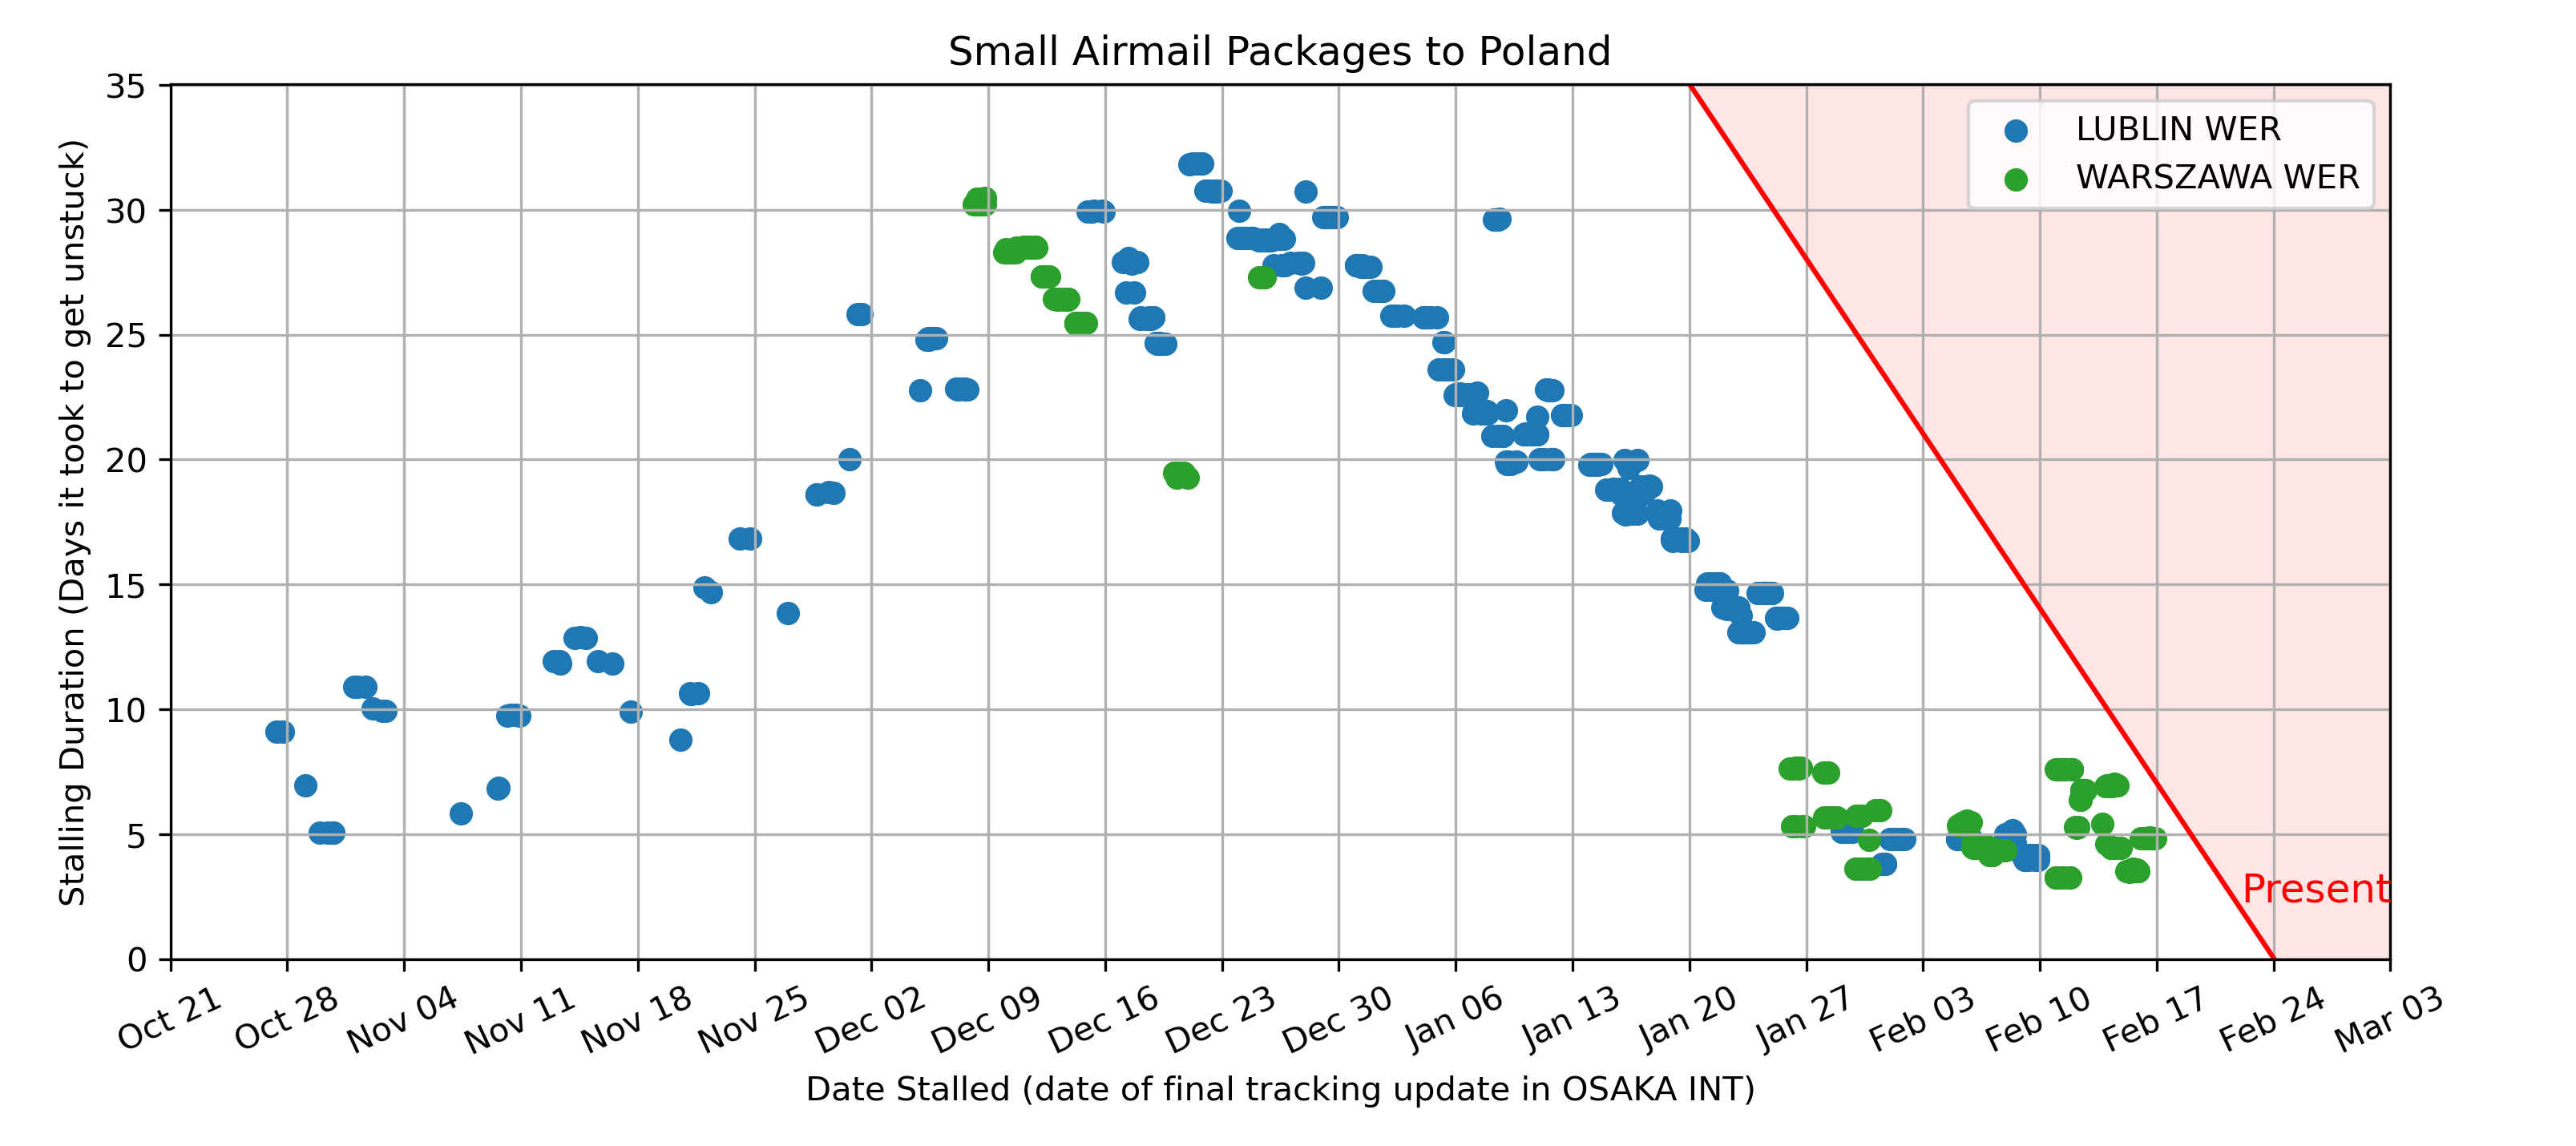 Small Airmail Packages to Poland
Stalling Duration (Days it took to get unstuck)
35
30
25
20
15
10
5
0
LUBLIN WER
WARSZAWA WER
Present
Oct 21
Oct 28
Nov 04
Nov 11
Nov 18
Nov 25
Dec 02
Dec 09
Dec 16
Dec 23
Dec 30
Jan 06
Jan 13
Jan 20
Jan 27
Feb 03
Feb 10
Feb 17
Feb 24
Mar 03
Date Stalled (date of final tracking update in OSAKA INT)